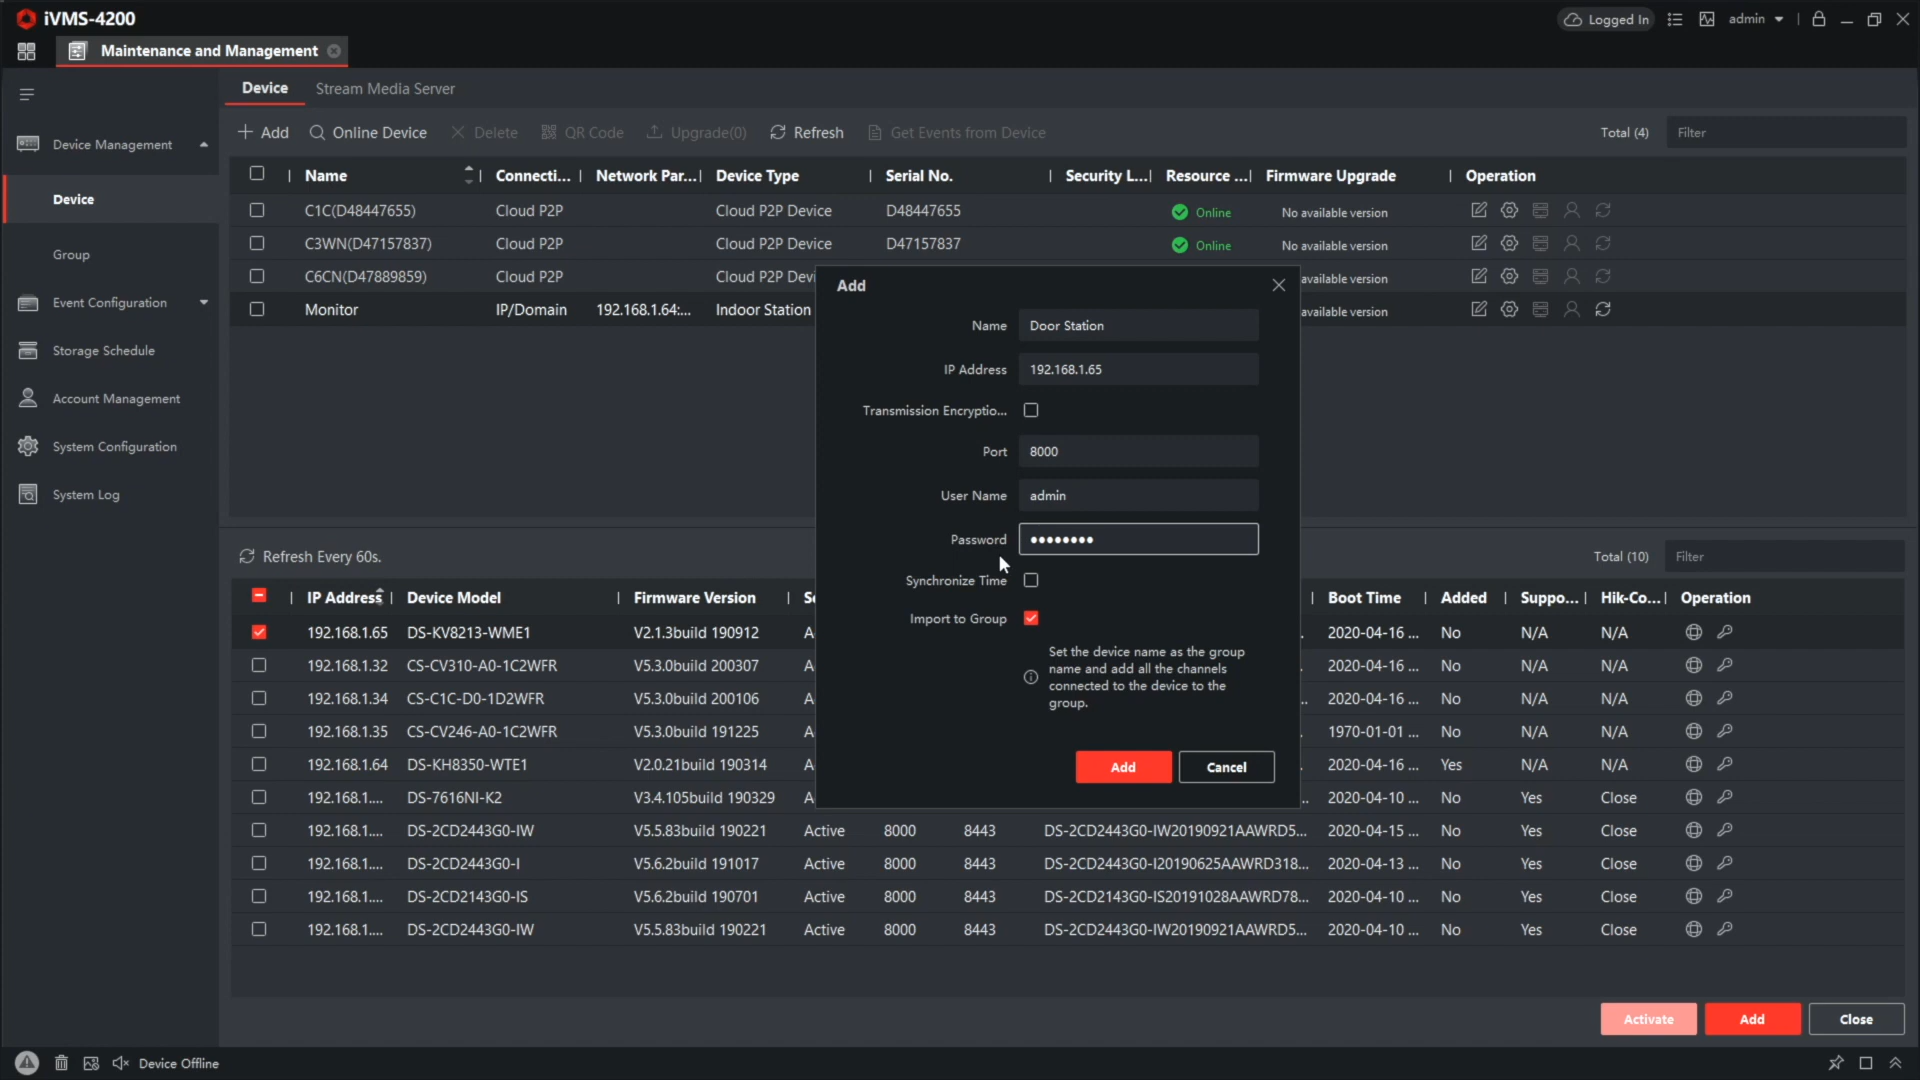 iVMS-4200
Logged In
admin
Maintenance and Management
Device
Stream Media Server
Add
Online Device
Delete
QR Code
Upgrade(0)
Refresh
Get Events from Device
Total (4)
Filter
Device Management
Device
Group
Event Configuration
Storage Schedule
Account Management
System Configuration
System Log
Name Connecti... Network Par... Device Type Serial No. Security L... Resource ... Firmware Upgrade Operation
C1C(D48447655) Cloud P2P Cloud P2P Device D48447655 Online No available version
C3WN(D47157837) Cloud P2P Cloud P2P Device D47157837 Online No available version
C6CN(D47889859) Cloud P2P Cloud P2P Devi available version
Monitor IP/Domain 192.168.1.64:... Indoor Station available version
Add
Name Door Station
IP Address 192.168.1.65
Transmission Encryptio...
Port 8000
User Name admin
Password ••••••••
Synchronize Time
Import to Group
Set the device name as the group
name and add all the channels
connected to the device to the
group.
Add
Cancel
Refresh Every 60s.
Total (10)
Filter
IP Address Device Model Firmware Version Se Boot Time Added Suppo... Hik-Co... Operation
192.168.1.65 DS-KV8213-WME1 V2.1.3build 190912 A . 2020-04-16 ... No N/A N/A
192.168.1.32 CS-CV310-A0-1C2WFR V5.3.0build 200307 A 2020-04-16 ... No N/A N/A
192.168.1.34 CS-C1C-D0-1D2WFR V5.3.0build 200106 A .. 2020-04-16 ... No N/A N/A
192.168.1.35 CS-CV246-A0-1C2WFR V5.3.0build 191225 A 1970-01-01 ... No N/A N/A
192.168.1.64 DS-KH8350-WTE1 V2.0.21build 190314 A . 2020-04-16 ... Yes N/A N/A
192.168.1.... DS-7616NI-K2 V3.4.105build 190329 A .. 2020-04-10 ... No Yes Close
192.168.1.... DS-2CD2443G0-IW V5.5.83build 190221 Active 8000 8443 DS-2CD2443G0-IW20190921AAWRD5... 2020-04-15 ... No Yes Close
192.168.1.... DS-2CD2443G0-I V5.6.2build 191017 Active 8000 8443 DS-2CD2443G0-I20190625AAWRD318... 2020-04-13 ... No Yes Close
192.168.1.... DS-2CD2143G0-IS V5.6.2build 190701 Active 8000 8443 DS-2CD2143G0-IS20191028AAWRD78... 2020-04-10 ... No Yes Close
192.168.1.... DS-2CD2443G0-IW V5.5.83build 190221 Active 8000 8443 DS-2CD2443G0-IW20190921AAWRD5... 2020-04-10 ... No Yes Close
Activate
Add
Close
Device Offline